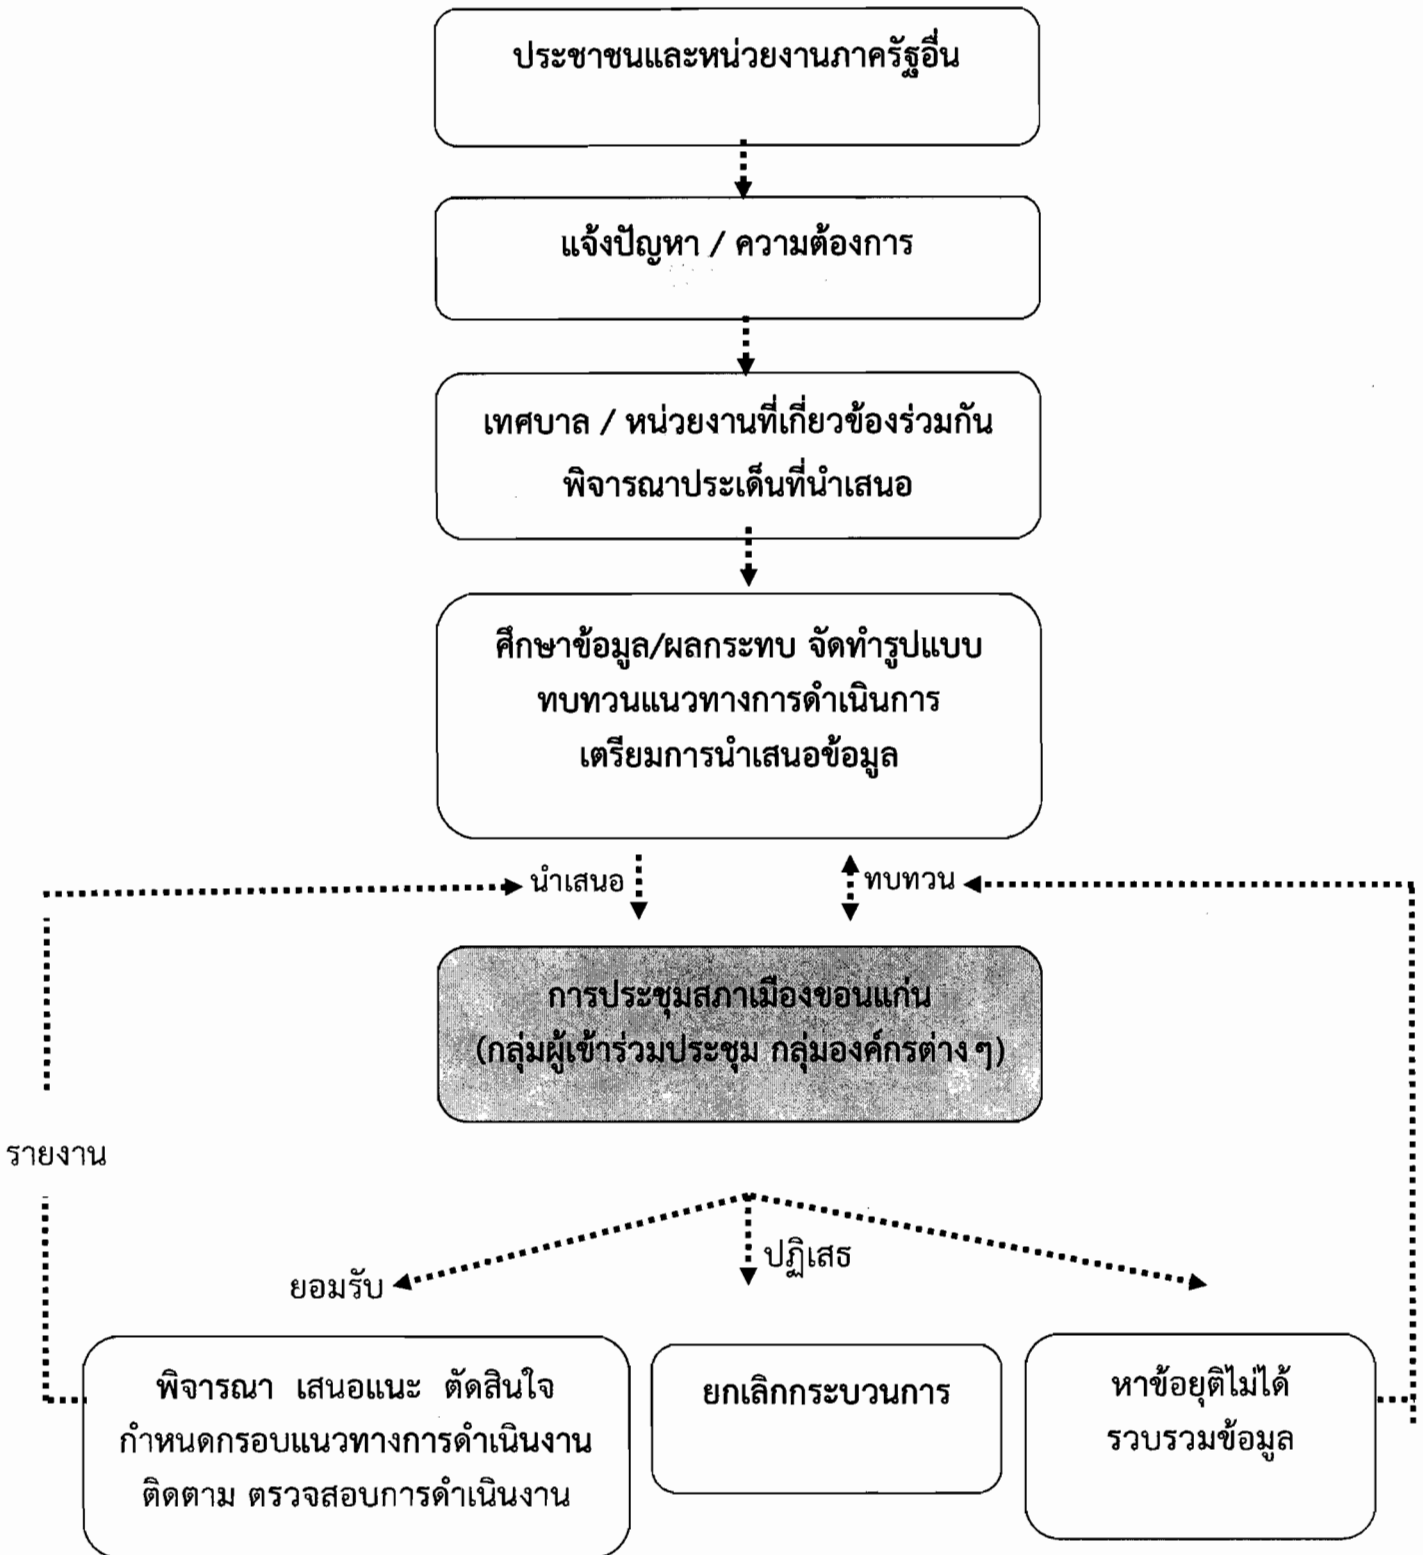 ประชาชนและหน่วยงานภาครัฐอื่น
แจ้งปัญหา / ความต้องการ
เทศบาล / หน่วยงานที่เกี่ยวข้องร่วมกัน
พิจารณาประเด็นที่นำเสนอ
ศึกษาข้อมูล/ผลกระทบ จัดทำรูปแบบ
ทบทวนแนวทางการดำเนินการ
เตรียมการนำเสนอข้อมูล
นำเสนอ
ทบทวน
การประชุมสภาเมืองขอนแก่น
(กลุ่มผู้เข้าร่วมประชุม กลุ่มองค์กรต่าง ๆ)
รายงาน
ยอมรับ
ปฏิเสธ
พิจารณา เสนอแนะ ตัดสินใจ
กำหนดกรอบแนวทางการดำเนินงาน
ติดตาม ตรวจสอบการดำเนินงาน
ยกเลิกกระบวนการ
หาข้อยุติไม่ได้
รวบรวมข้อมูล